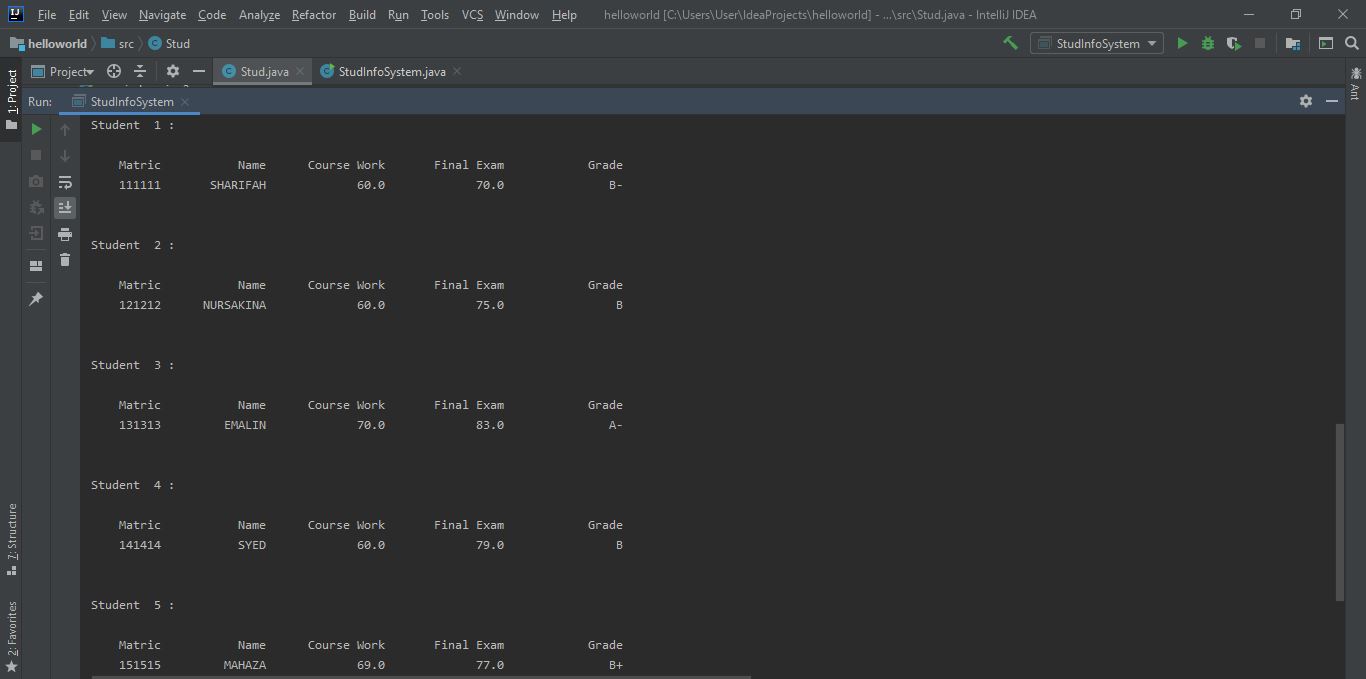 File Edit View Navigate Code Analyze Refactor Build Run Tools VCS Window Help helloworld [C:\Users\User\IdeaProjects\helloworld] - ...\src\Stud.java - IntelliJ IDEA
helloworld src Stud StudInfoSystem
Project Stud.java StudInfoSystem.java
Run: StudInfoSystem
Student 1 :
Matric Name Course Work Final Exam Grade
111111 SHARIFAH 60.0 70.0 B-
Student 2 :
Matric Name Course Work Final Exam Grade
121212 NURSAKINA 60.0 75.0 B
Student 3 :
Matric Name Course Work Final Exam Grade
131313 EMALIN 70.0 83.0 A-
Student 4 :
Matric Name Course Work Final Exam Grade
141414 SYED 60.0 79.0 B
Student 5 :
Matric Name Course Work Final Exam Grade
151515 MAHAZA 69.0 77.0 B+
1: Project
7: Structure
2: Favorites
Ant